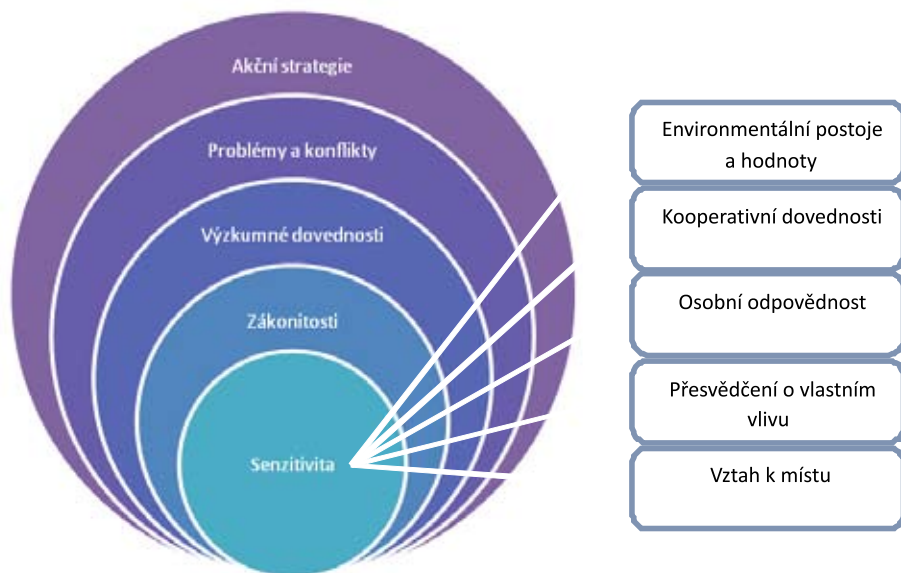 Akční strategie
Problémy a konflikty
Výzkumné dovednosti
Zákonitosti
Senzitivita
Environmentální postoje
a hodnoty
Kooperativní dovednosti
Osobní odpovědnost
Přesvědčení o vlastním
vlivu
Vztah k místu